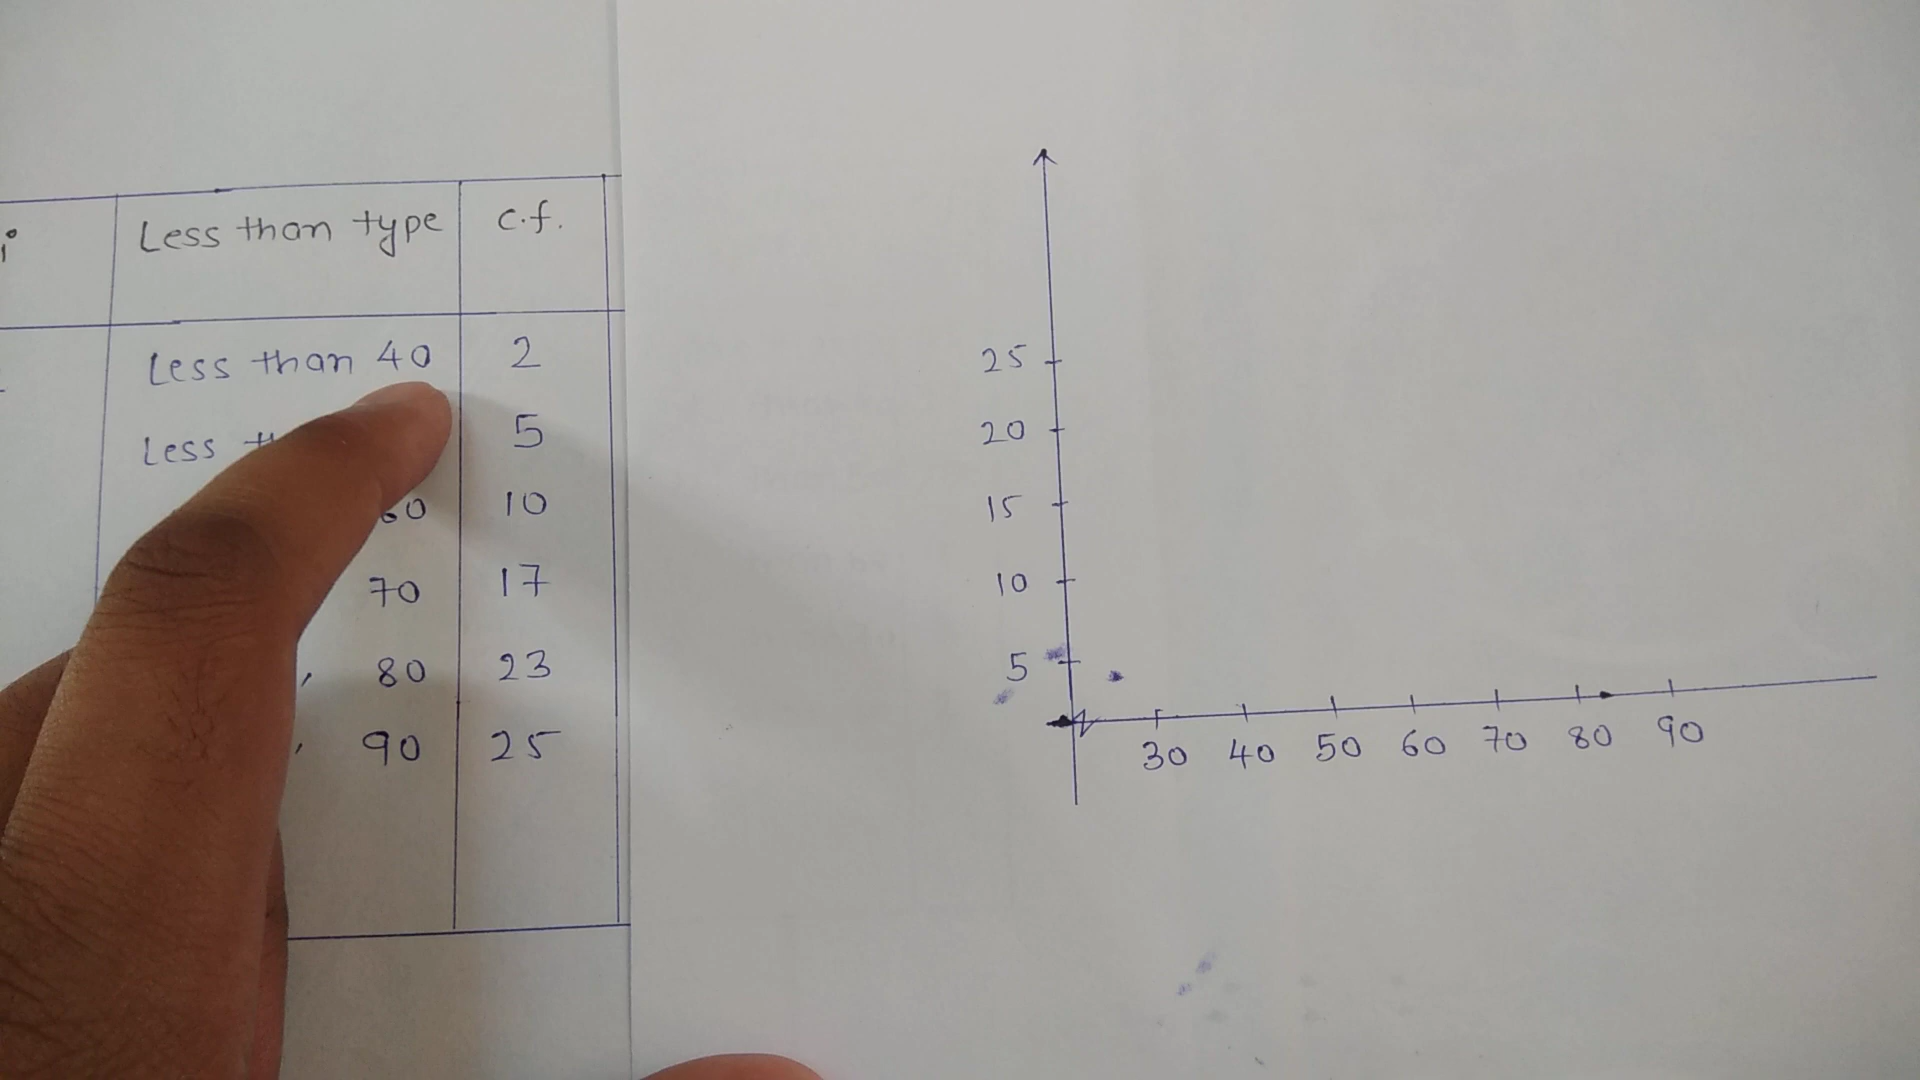 Less than type c.f.
Less than 40 2
Less 5
60 10
70 17
, 80 23
, 90 25
25
20
15
10
5
30 40 50 60 70 80 90